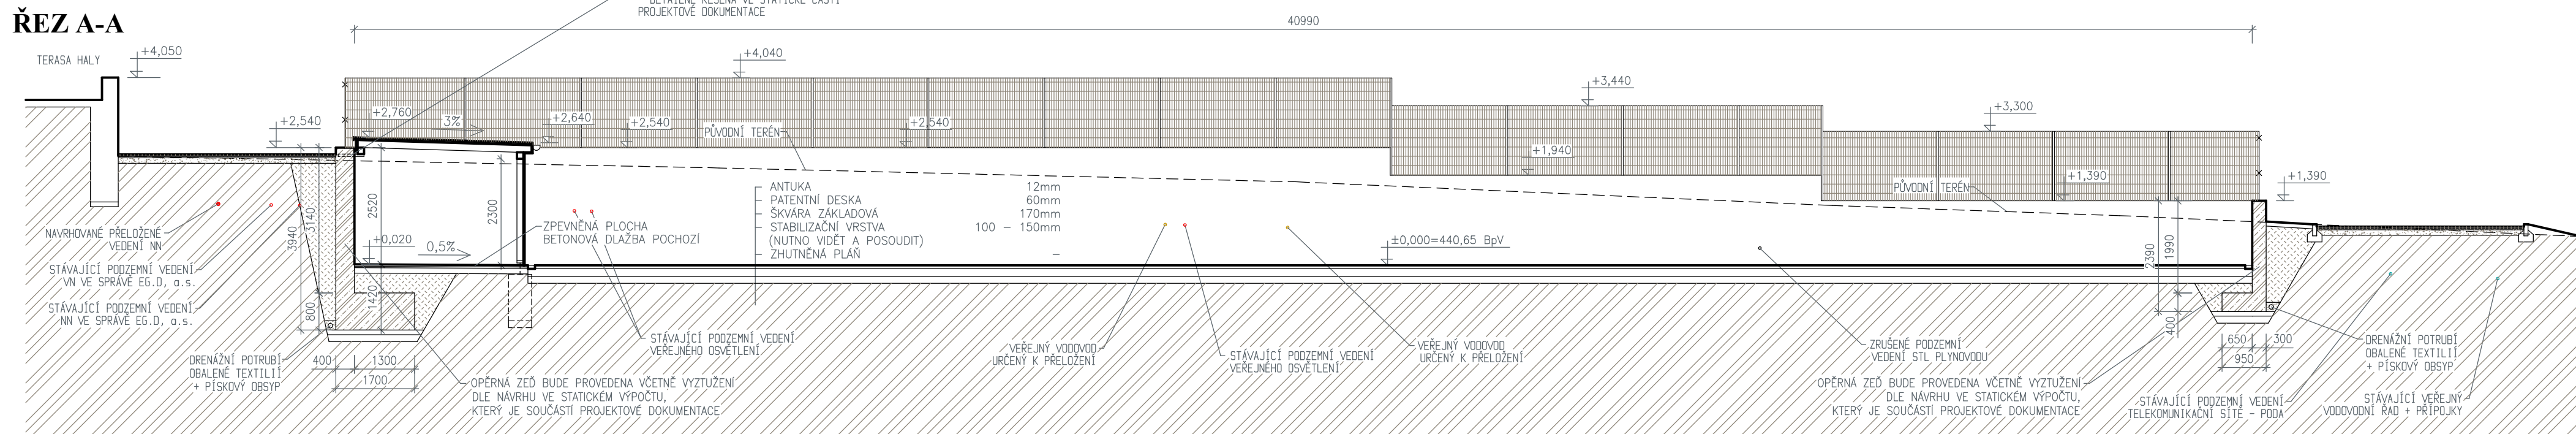 ŘEZ A-A
PROJEKTOVÉ DOKUMENTACE
40990
TERASA HALY
+4,050
+4,040
+3,440
+3,300
+2,540
+2,760
3%
+2,640
+2,540
+2,540
PŮVODNÍ TERÉN
+1,940
PŮVODNÍ TERÉN
+1,390
+1,390
ANTUKA 12mm
PATENTNÍ DESKA 60mm
ŠKVÁRA ZÁKLADOVÁ 170mm
STABILIZAČNÍ VRSTVA 100 - 150mm
(NUTNO VIDĚT A POSOUDIT)
ZHUTNĚNÁ PLÁŇ -
3940
3140
2520
2300
800
1420
+0,020
0,5%
ZPEVNĚNÁ PLOCHA
BETONOVÁ DLAŽBA POCHOZÍ
±0,000=440,65 BpV
2390
1990
400
NAVRHOVANÉ PŘELOŽENÉ
VEDENÍ NN
STÁVAJÍCÍ PODZEMNÍ VEDENÍ
VN VE SPRÁVĚ EG.D, a.s.
STÁVAJÍCÍ PODZEMNÍ VEDENÍ
NN VE SPRÁVĚ EG.D, a.s.
DRENÁŽNÍ POTRUBÍ
OBALENÉ TEXTILIÍ
+ PÍSKOVÝ OBSYP
400
1300
1700
OPĚRNÁ ZEĎ BUDE PROVEDENA VČETNĚ VYZTUŽENÍ
DLE NÁVRHU VE STATICKÉM VÝPOČTU,
KTERÝ JE SOUČÁSTÍ PROJEKTOVÉ DOKUMENTACE
STÁVAJÍCÍ PODZEMNÍ VEDENÍ
VEŘEJNÉHO OSVĚTLENÍ
VEŘEJNÝ VODOVOD
URČENÝ K PŘELOŽENÍ
STÁVAJÍCÍ PODZEMNÍ VEDENÍ
VEŘEJNÉHO OSVĚTLENÍ
VEŘEJNÝ VODOVOD
URČENÝ K PŘELOŽENÍ
ZRUŠENÉ PODZEMNÍ
VEDENÍ STL PLYNOVODU
OPĚRNÁ ZEĎ BUDE PROVEDENA VČETNĚ VYZTUŽENÍ
DLE NÁVRHU VE STATICKÉM VÝPOČTU,
KTERÝ JE SOUČÁSTÍ PROJEKTOVÉ DOKUMENTACE
650
300
950
DRENÁŽNÍ POTRUBÍ
OBALENÉ TEXTILIÍ
+ PÍSKOVÝ OBSYP
STÁVAJÍCÍ PODZEMNÍ VEDENÍ
TELEKOMUNIKAČNÍ SÍTĚ - PODA
STÁVAJÍCÍ VEŘEJNÝ
VODOVODNÍ ŘAD + PŘÍPOJKY